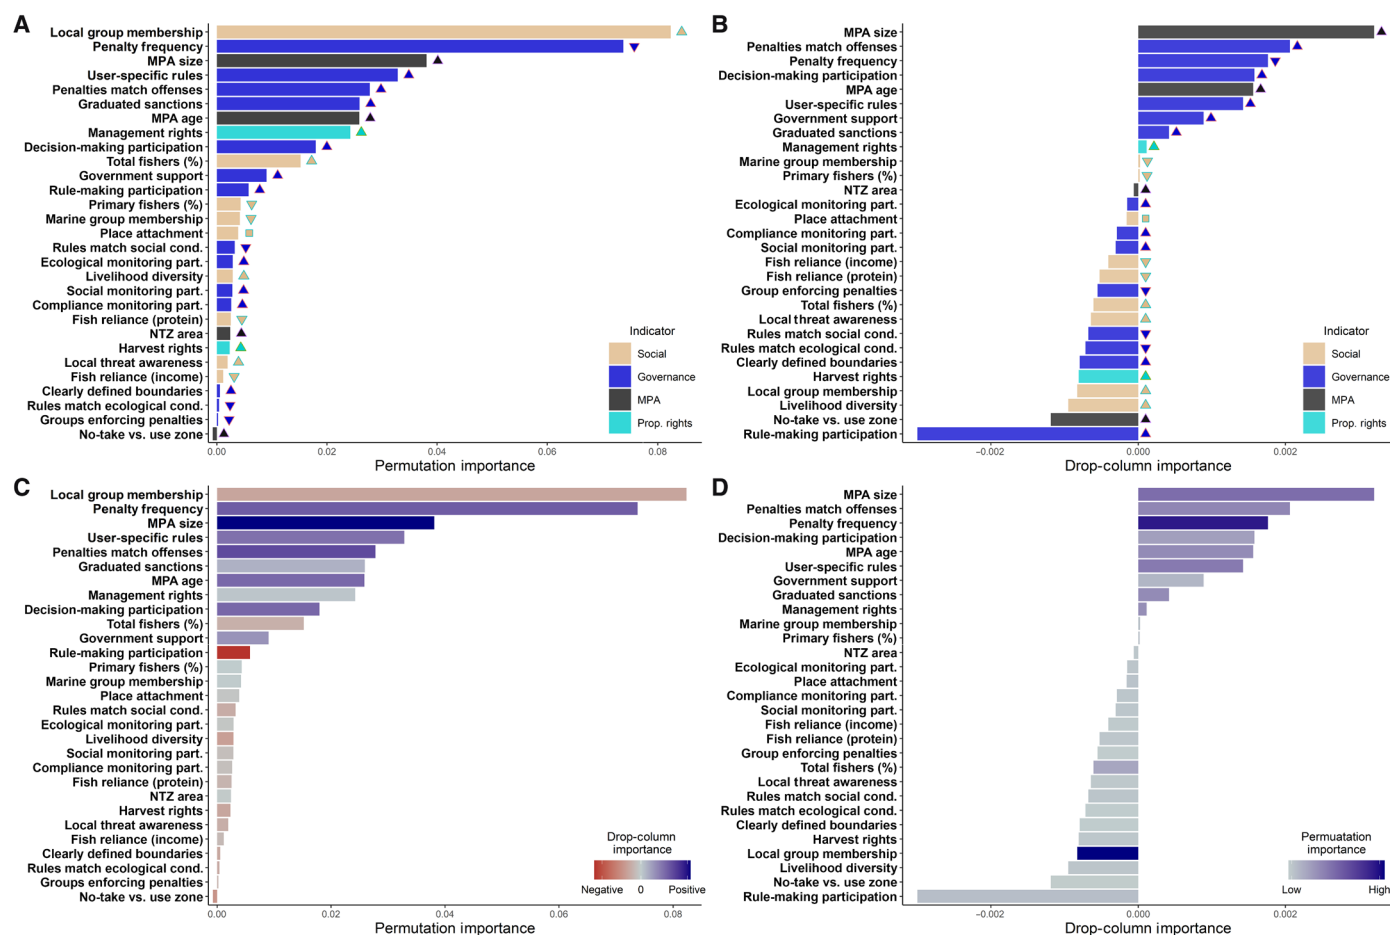 A
Local group membership
Penalty frequency
MPA size
User-specific rules
Penalties match offenses
Graduated sanctions
MPA age
Management rights
Decision-making participation
Total fishers (%)
Government support
Rule-making participation
Primary fishers (%)
Marine group membership
Place attachment
Rules match social cond.
Ecological monitoring part.
Livelihood diversity
Social monitoring part.
Compliance monitoring part.
Fish reliance (protein)
NTZ area
Harvest rights
Local threat awareness
Fish reliance (income)
Clearly defined boundaries
Rules match ecological cond.
Groups enforcing penalties
No-take vs. use zone
Indicator
Social
Governance
MPA
Prop. rights
0.00 0.02 0.04 0.06 0.08
Permutation importance
B
MPA size
Penalties match offenses
Penalty frequency
Decision-making participation
MPA age
User-specific rules
Government support
Graduated sanctions
Management rights
Marine group membership
Primary fishers (%)
NTZ area
Ecological monitoring part.
Place attachment
Compliance monitoring part.
Social monitoring part.
Fish reliance (income)
Fish reliance (protein)
Group enforcing penalties
Total fishers (%)
Local threat awareness
Rules match social cond.
Rules match ecological cond.
Clearly defined boundaries
Harvest rights
Local group membership
Livelihood diversity
No-take vs. use zone
Rule-making participation
Indicator
Social
Governance
MPA
Prop. rights
−0.002 0.000 0.002
Drop-column importance
C
Local group membership
Penalty frequency
MPA size
User-specific rules
Penalties match offenses
Graduated sanctions
MPA age
Management rights
Decision-making participation
Total fishers (%)
Government support
Rule-making participation
Primary fishers (%)
Marine group membership
Place attachment
Rules match social cond.
Ecological monitoring part.
Livelihood diversity
Social monitoring part.
Compliance monitoring part.
Fish reliance (protein)
NTZ area
Harvest rights
Local threat awareness
Fish reliance (income)
Clearly defined boundaries
Rules match ecological cond.
Groups enforcing penalties
No-take vs. use zone
Drop-column
importance
Negative 0 Positive
0.00 0.02 0.04 0.06 0.08
Permutation importance
D
MPA size
Penalties match offenses
Penalty frequency
Decision-making participation
MPA age
User-specific rules
Government support
Graduated sanctions
Management rights
Marine group membership
Primary fishers (%)
NTZ area
Ecological monitoring part.
Place attachment
Compliance monitoring part.
Social monitoring part.
Fish reliance (income)
Fish reliance (protein)
Group enforcing penalties
Total fishers (%)
Local threat awareness
Rules match social cond.
Rules match ecological cond.
Clearly defined boundaries
Harvest rights
Local group membership
Livelihood diversity
No-take vs. use zone
Rule-making participation
Permuatation
importance
Low High
−0.002 0.000 0.002
Drop-column importance